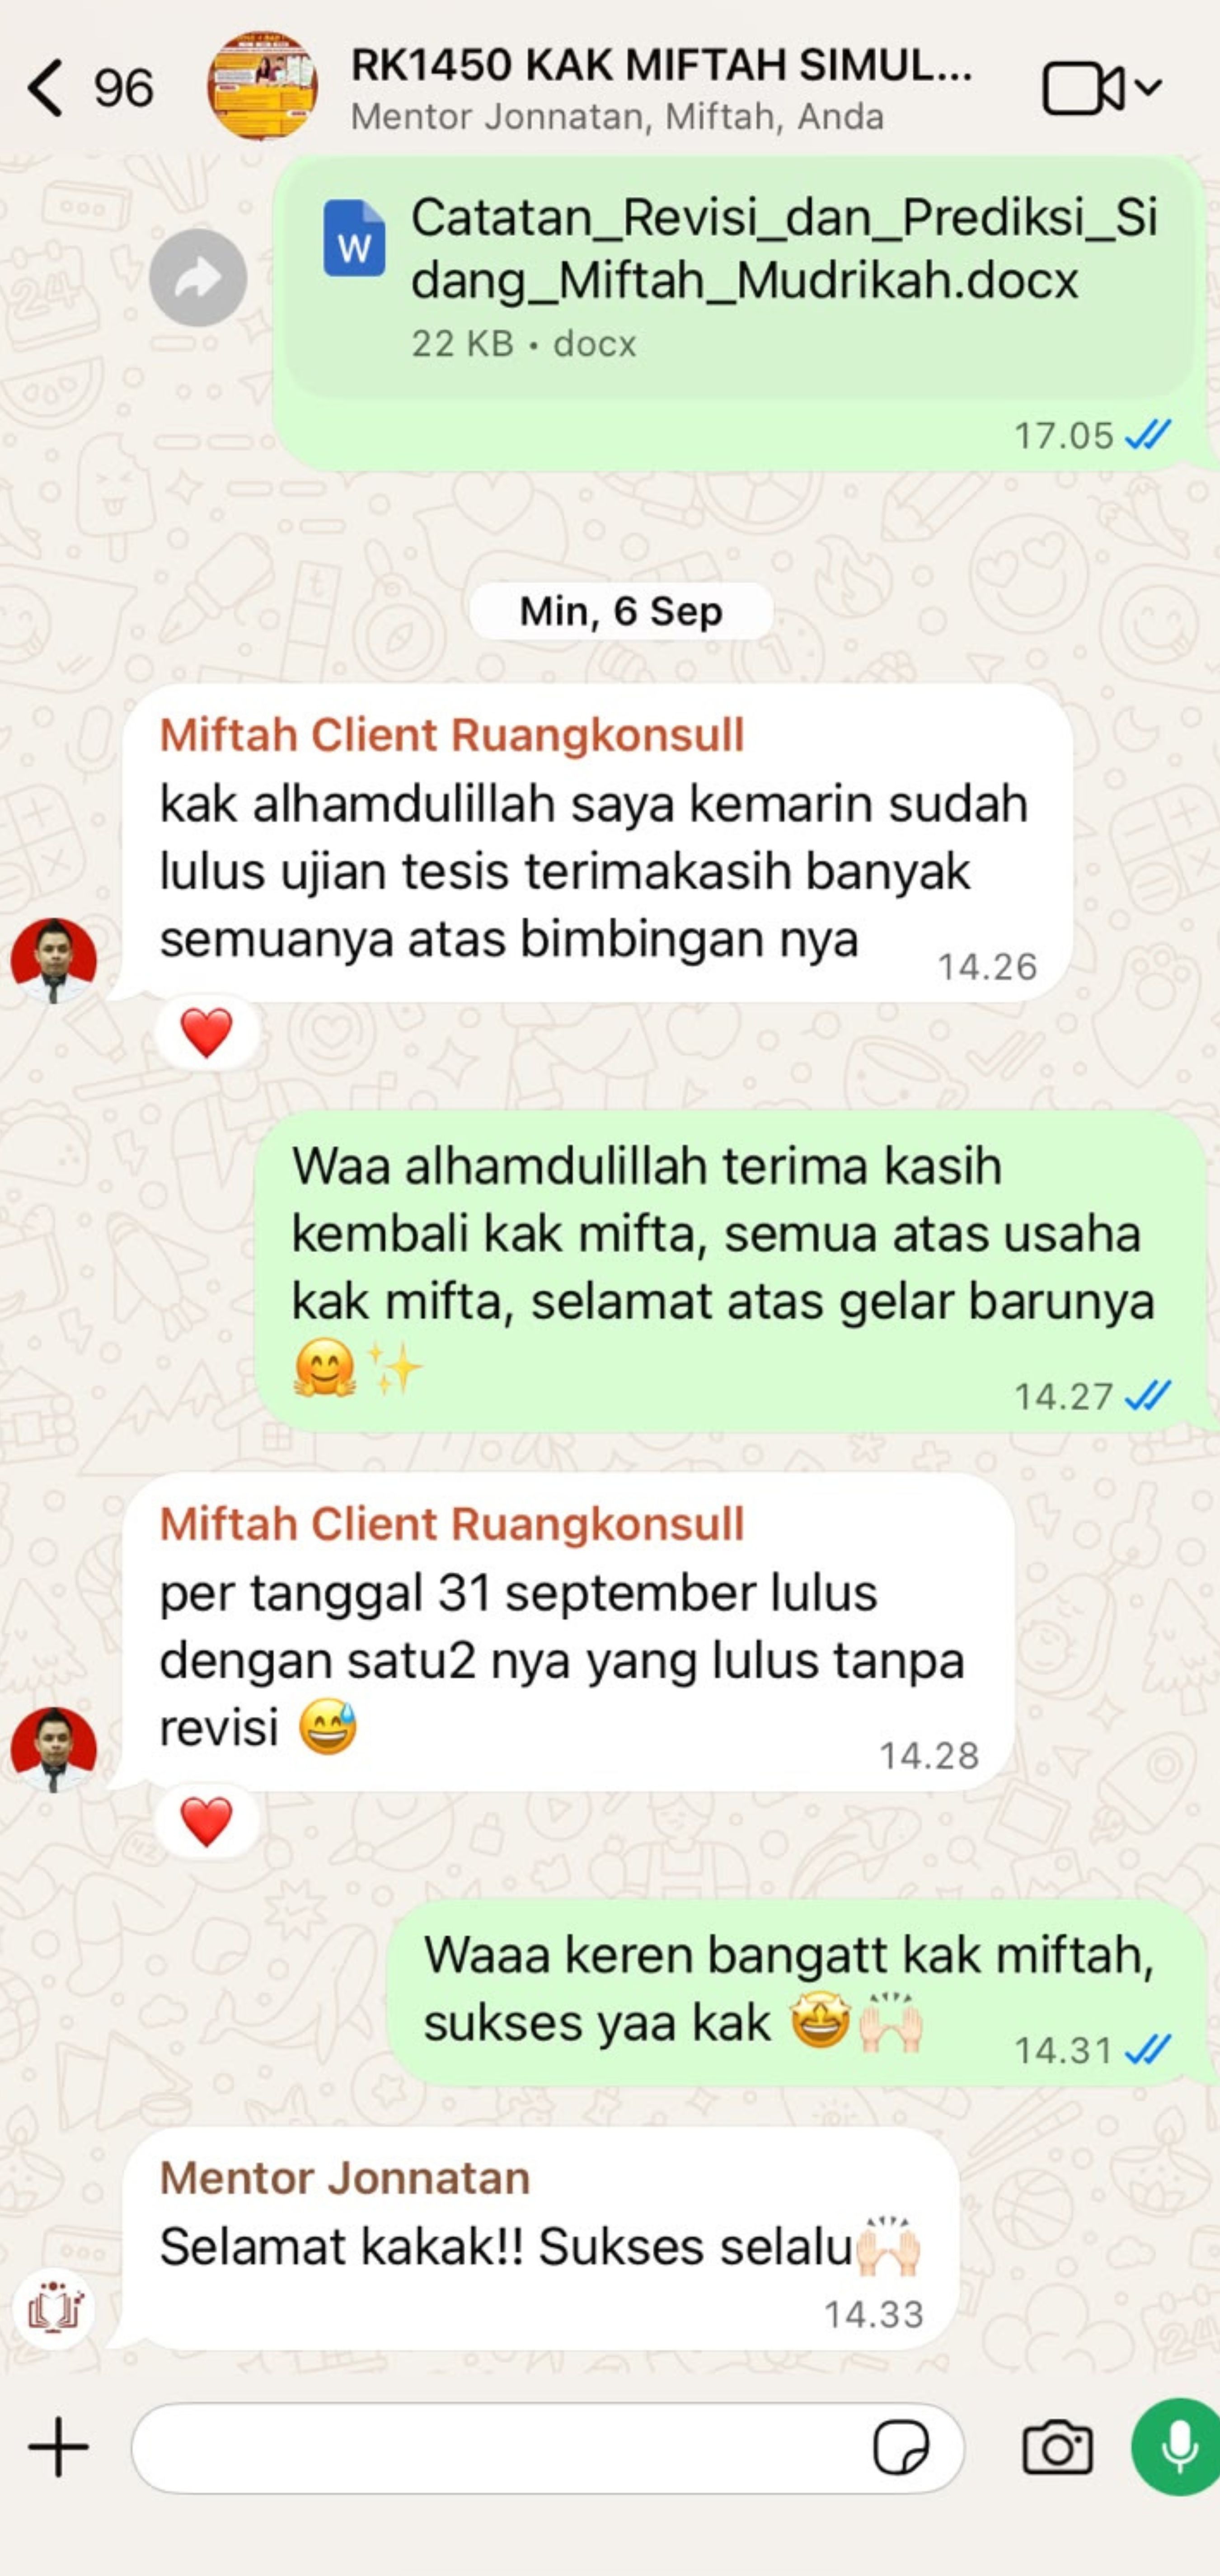 96
RK1450 KAK MIFTAH SIMUL...
Mentor Jonnatan, Miftah, Anda
W
Catatan_Revisi_dan_Prediksi_Si
dang_Miftah_Mudrikah.docx
22 KB • docx
17.05
Min, 6 Sep
Miftah Client Ruangkonsull
kak alhamdulillah saya kemarin sudah
lulus ujian tesis terimakasih banyak
semuanya atas bimbingan nya
14.26
❤️
Waa alhamdulillah terima kasih
kembali kak mifta, semua atas usaha
kak mifta, selamat atas gelar barunya
🤗✨
14.27
Miftah Client Ruangkonsull
per tanggal 31 september lulus
dengan satu2 nya yang lulus tanpa
revisi 😅
14.28
❤️
Waaa keren bangatt kak miftah,
sukses yaa kak 🤩🙌🏻
14.31
Mentor Jonnatan
Selamat kakak!! Sukses selalu🙌🏻
14.33